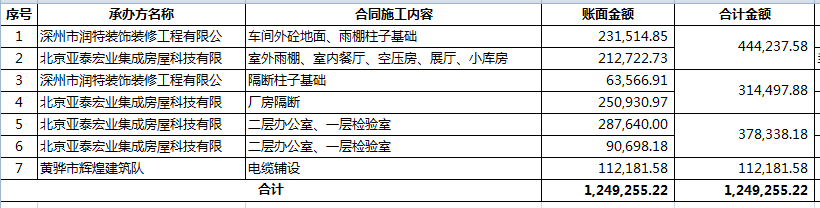 序号 承办方名称 合同施工内容 账面金额 合计金额
1 深州市润特装饰装修工程有限公 车间外砼地面、雨棚柱子基础 231,514.85 444,237.58
2 北京亚泰宏业集成房屋科技有限 室外雨棚、室内餐厅、空压房、展厅、小库房 212,722.73
3 深州市润特装饰装修工程有限公 隔断柱子基础 63,566.91 314,497.88
4 北京亚泰宏业集成房屋科技有限 厂房隔断 250,930.97
5 北京亚泰宏业集成房屋科技有限 二层办公室、一层检验室 287,640.00 378,338.18
6 北京亚泰宏业集成房屋科技有限 二层办公室、一层检验室 90,698.18
7 黄骅市辉煌建筑队 电缆铺设 112,181.58 112,181.58
合计 1,249,255.22 1,249,255.22